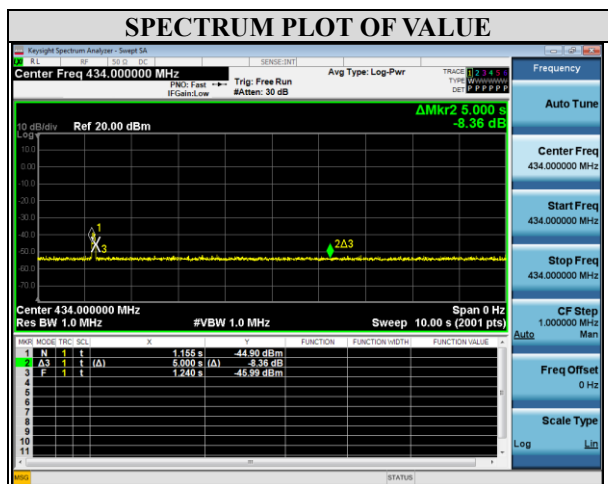 SPECTRUM PLOT OF VALUE
Keysight Spectrum Analyzer - Swept SA
RL RF 50 Ω DC SENSE:INT
Center Freq 434.000000 MHz
PNO: Fast
IFGain:Low
Trig: Free Run
#Atten: 30 dB
Avg Type: Log-Pwr
TRACE 1 2 3 4 5 6
TYPE WWWWWW
DET P P P P P P
ΔMkr2 5.000 s
-8.36 dB
10 dB/div Ref 20.00 dBm
Log
10.0
0.00
-10.0
-20.0
-30.0
-40.0
-50.0
-60.0
-70.0
1
3
2Δ3
Center 434.000000 MHz Span 0 Hz
Res BW 1.0 MHz #VBW 1.0 MHz Sweep 10.00 s (2001 pts)
MKR MODE TRC SCL X Y FUNCTION FUNCTION WIDTH FUNCTION VALUE
1 N 1 t 1.155 s -44.90 dBm
2 Δ3 1 t (Δ) 5.000 s (Δ) -8.36 dB
3 F 1 t 1.240 s -45.99 dBm
4
5
6
7
8
9
10
11
MSG STATUS
Frequency
Auto Tune
Center Freq
434.000000 MHz
Start Freq
434.000000 MHz
Stop Freq
434.000000 MHz
CF Step
1.000000 MHz
Auto Man
Freq Offset
0 Hz
Scale Type
Log Lin